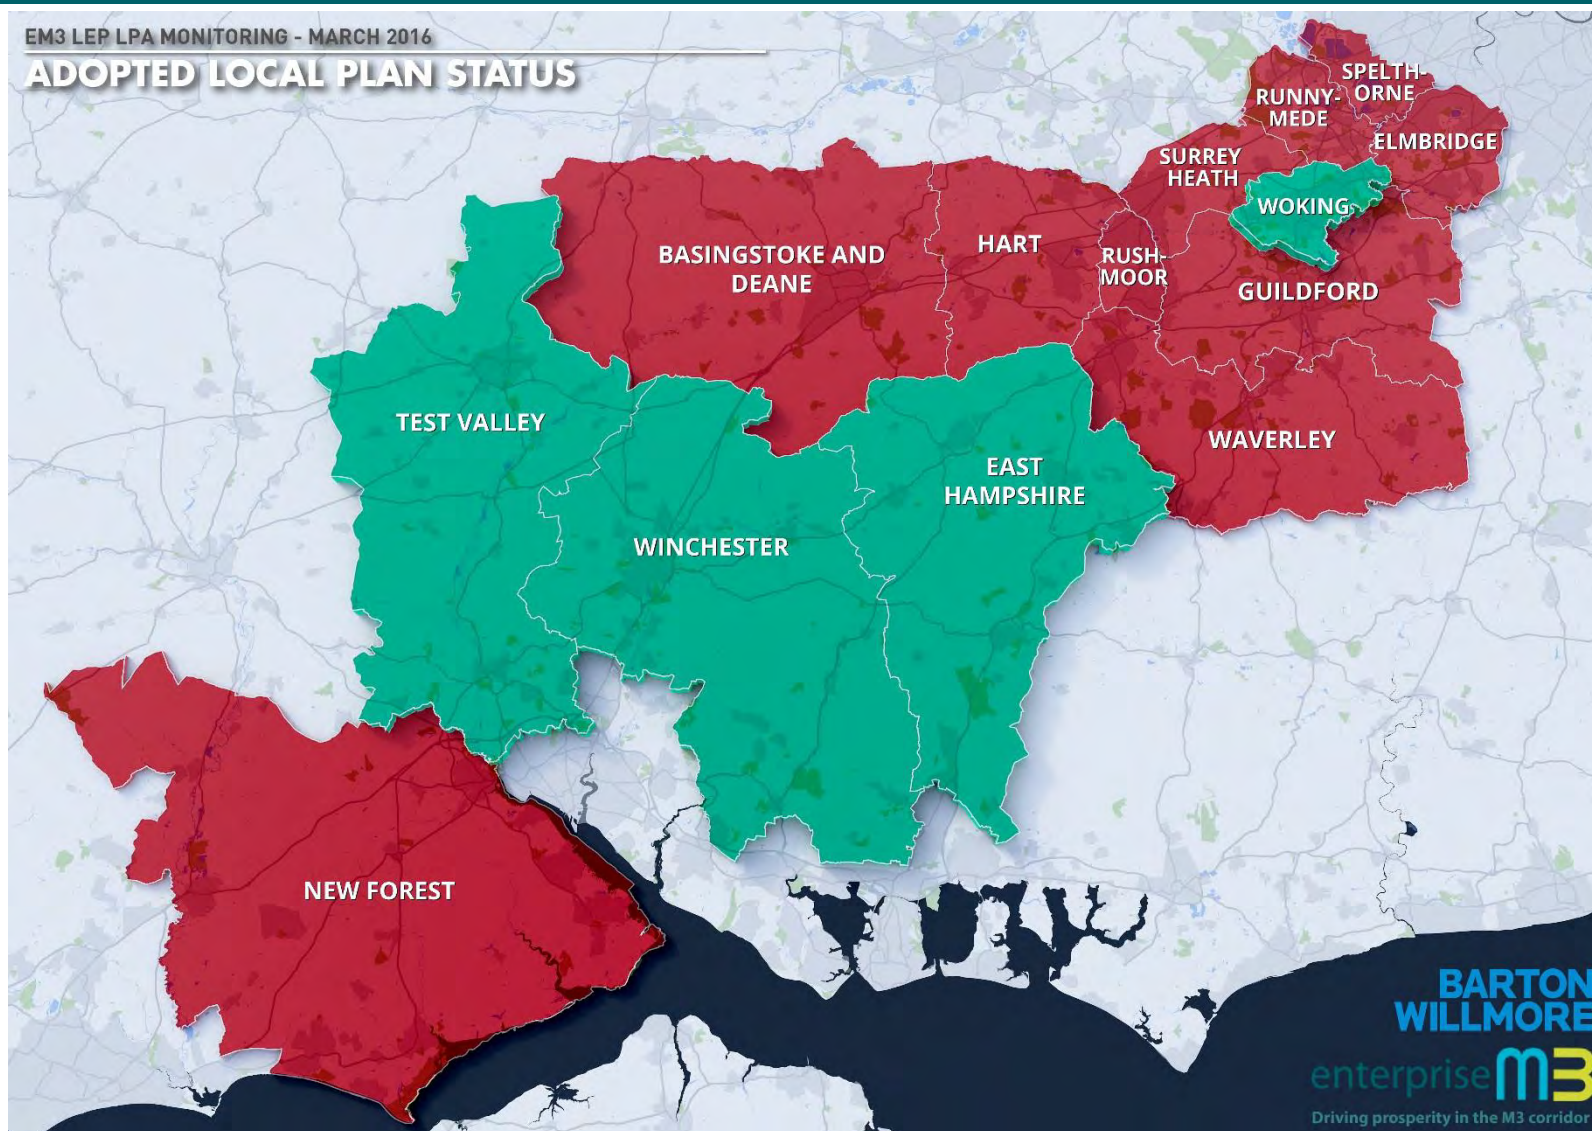 EM3 LEP LPA MONITORING - MARCH 2016
ADOPTED LOCAL PLAN STATUS
SPELTH-
ORNE
RUNNY-
MEDE
ELMBRIDGE
SURREY
HEATH
WOKING
BASINGSTOKE AND
DEANE
HART
RUSH-
MOOR
GUILDFORD
TEST VALLEY
WAVERLEY
EAST
HAMPSHIRE
WINCHESTER
NEW FOREST
BARTON
WILLMORE
enterprise M3
Driving prosperity in the M3 corridor